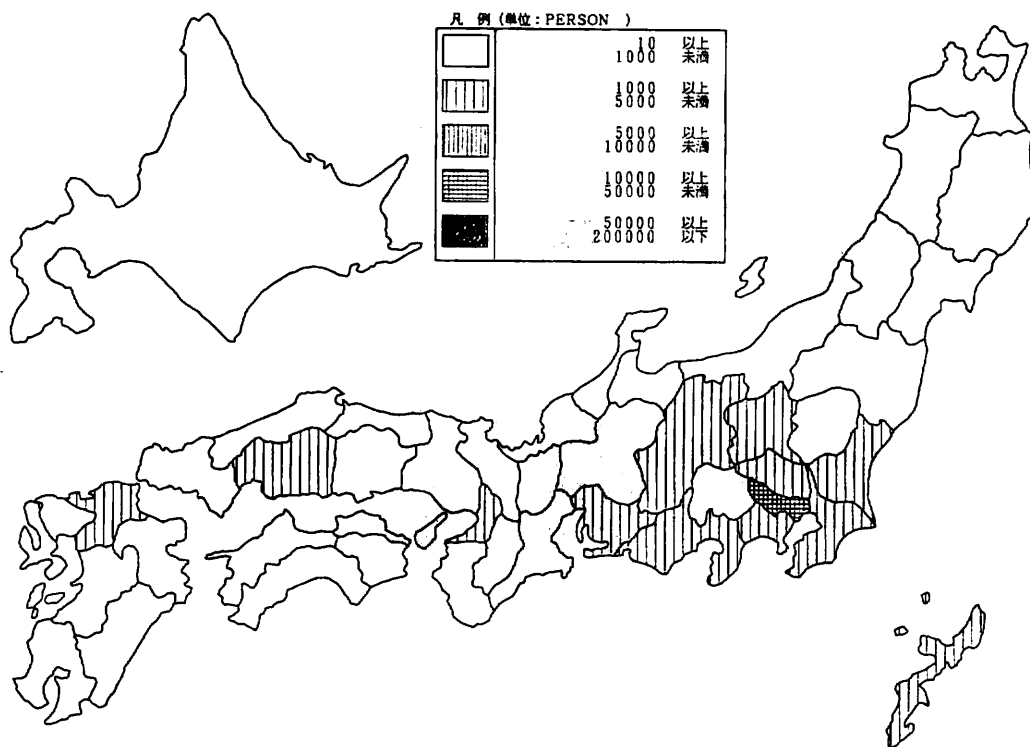 凡 例 (単位：PERSON )
10 以上
1000 未満
1000 以上
5000 未満
5000 以上
10000 未満
10000 以上
50000 未満
50000 以上
200000 以下